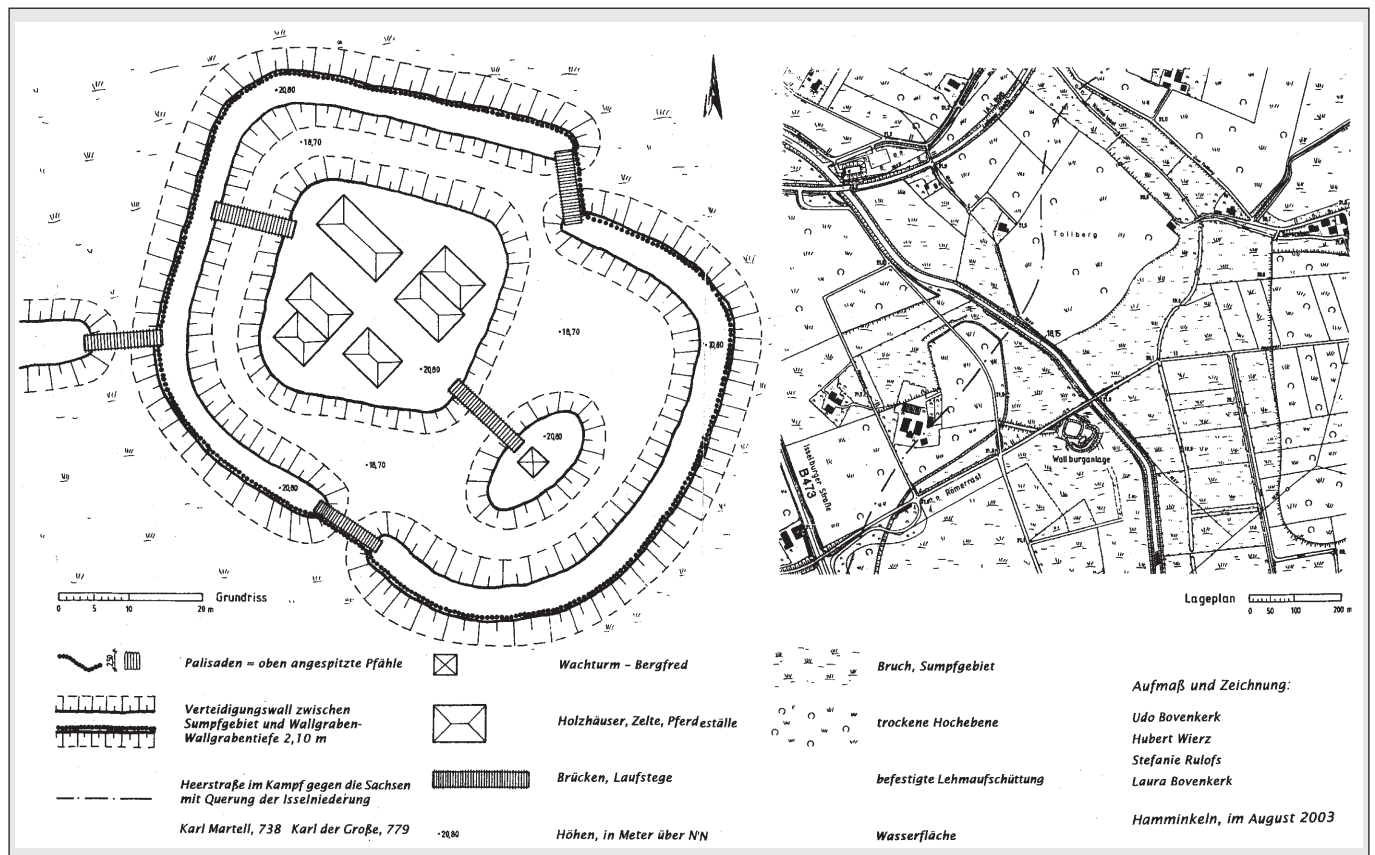 20,80
18,70
20,80
18,70
20,80
20,80
18,70
20,80
0 5 10 20 m Grundriss
Tollberg
18,15
Isselburger Straße
B473
Wallburganlage
Römerrast
Lageplan 0 50 100 200 m
2,50
Palisaden = oben angespitzte Pfähle
Verteidigungswall zwischen
Sumpfgebiet und Wallgraben-
Wallgrabentiefe 2,10 m
Heerstraße im Kampf gegen die Sachsen
mit Querung der Isselniederung
Karl Martell, 738 Karl der Große, 779
Wachturm - Bergfred
Holzhäuser, Zelte, Pferdeställe
Brücken, Laufstege
20,80
Höhen, in Meter über N'N
Bruch, Sumpfgebiet
trockene Hochebene
befestigte Lehmaufschüttung
Wasserfläche
Aufmaß und Zeichnung:
Udo Bovenkerk
Hubert Wierz
Stefanie Rulofs
Laura Bovenkerk
Hamminkeln, im August 2003